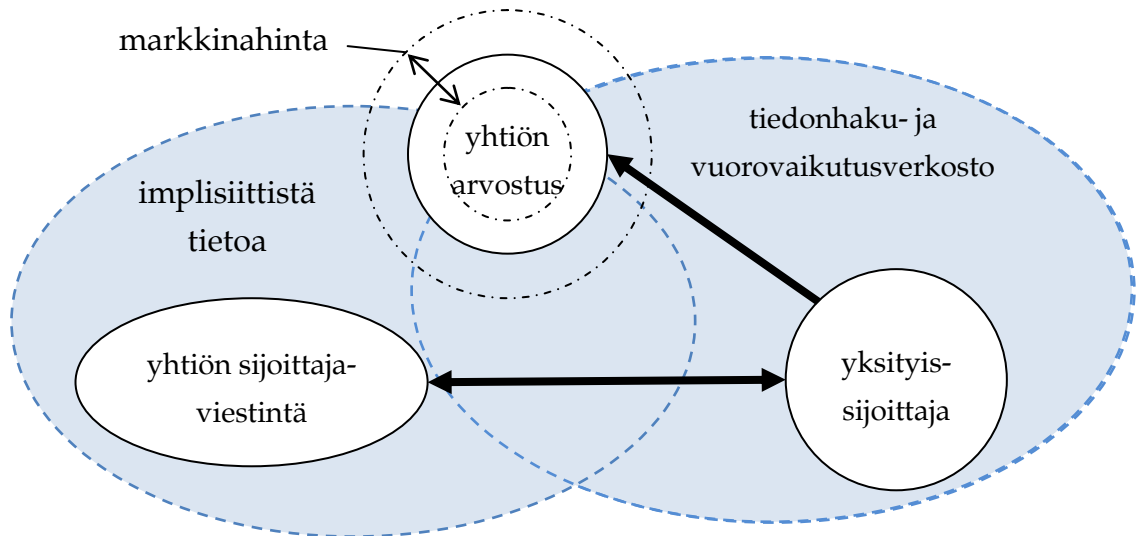 markkinahinta
yhtiön
arvostus
tiedonhaku- ja
vuorovaikutusverkosto
implisiittistä
tietoa
yhtiön sijoittaja-
viestintä
yksityis-
sijoittaja